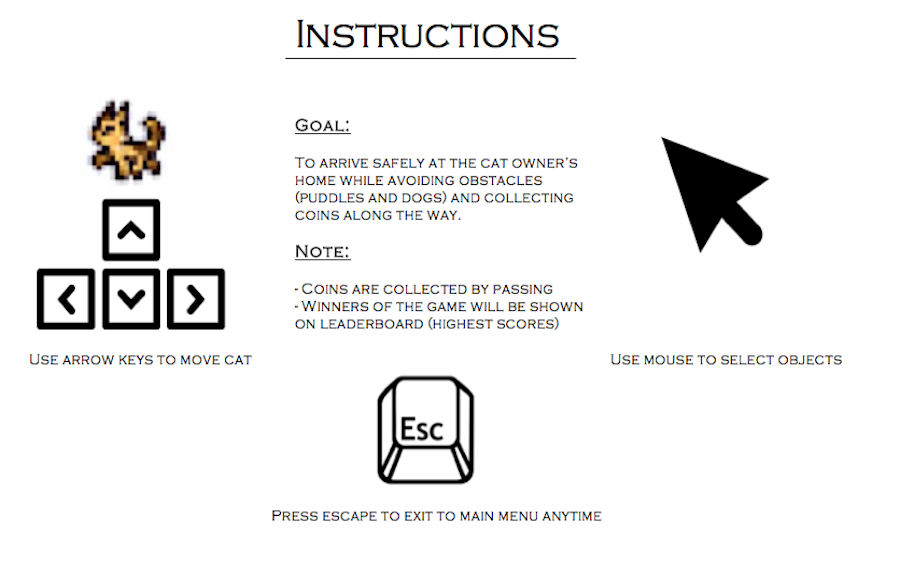 Instructions
Goal:
To arrive safely at the cat owner's
home while avoiding obstacles
(puddles and dogs) and collecting
coins along the way.
Note:
- Coins are collected by passing
- Winners of the game will be shown
on leaderboard (highest scores)
Use arrow keys to move cat
Use mouse to select objects
Esc
Press escape to exit to main menu anytime